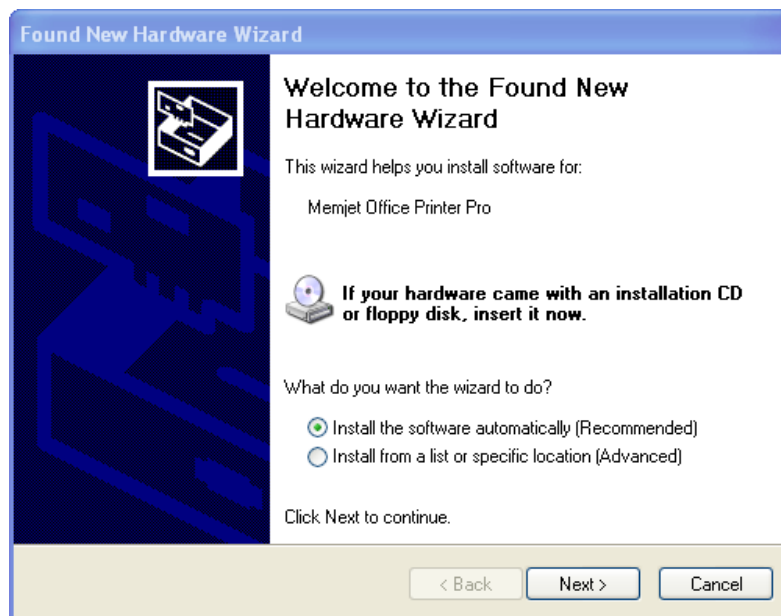 Found New Hardware Wizard
Welcome to the Found New
Hardware Wizard
This wizard helps you install software for:
Memjet Office Printer Pro
If your hardware came with an installation CD
or floppy disk, insert it now.
What do you want the wizard to do?
Install the software automatically (Recommended)
Install from a list or specific location (Advanced)
Click Next to continue.
< Back Next > Cancel